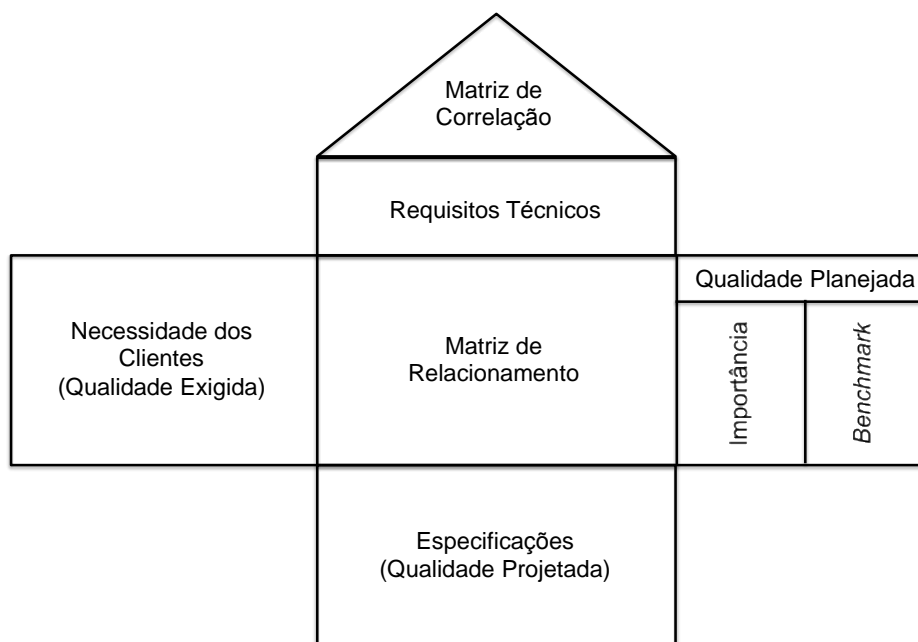 Matriz de
Correlação
Requisitos Técnicos
Necessidade dos
Clientes
(Qualidade Exigida)
Matriz de
Relacionamento
Qualidade Planejada
Importância
Benchmark
Especificações
(Qualidade Projetada)